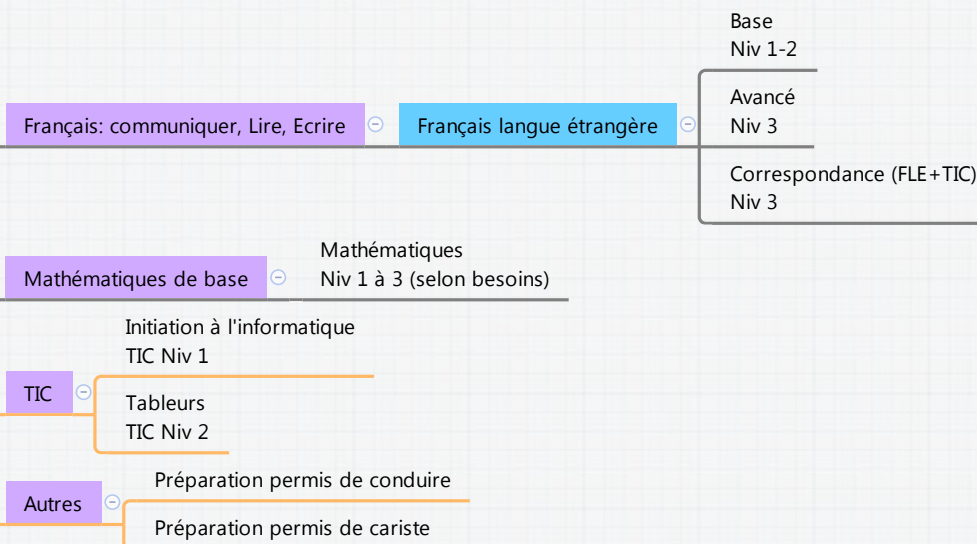 Français: communiquer, Lire, Ecrire
Français langue étrangère
Base
Niv 1-2
Avancé
Niv 3
Correspondance (FLE+TIC)
Niv 3
Mathématiques de base
Mathématiques
Niv 1 à 3 (selon besoins)
TIC
Initiation à l'informatique
TIC Niv 1
Tableurs
TIC Niv 2
Autres
Préparation permis de conduire
Préparation permis de cariste